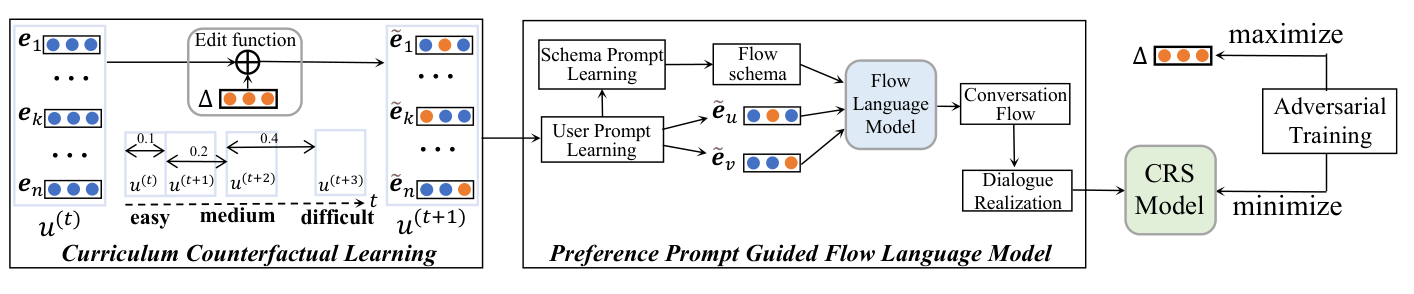 e₁
...
eₖ
...
eₙ
u⁽ᵗ⁾
Edit function
Δ
0.1
0.2
0.4
u⁽ᵗ⁾
u⁽ᵗ⁺¹⁾
u⁽ᵗ⁺²⁾
u⁽ᵗ⁺³⁾
t
easy
medium
difficult
ẽ₁
...
ẽₖ
...
ẽₙ
u⁽ᵗ⁺¹⁾
Curriculum Counterfactual Learning
Schema Prompt
Learning
Flow
schema
User Prompt
Learning
ẽᵤ
ẽᵥ
Flow
Language
Model
Conversation
Flow
Dialogue
Realization
Preference Prompt Guided Flow Language Model
Δ
maximize
Adversarial
Training
CRS
Model
minimize